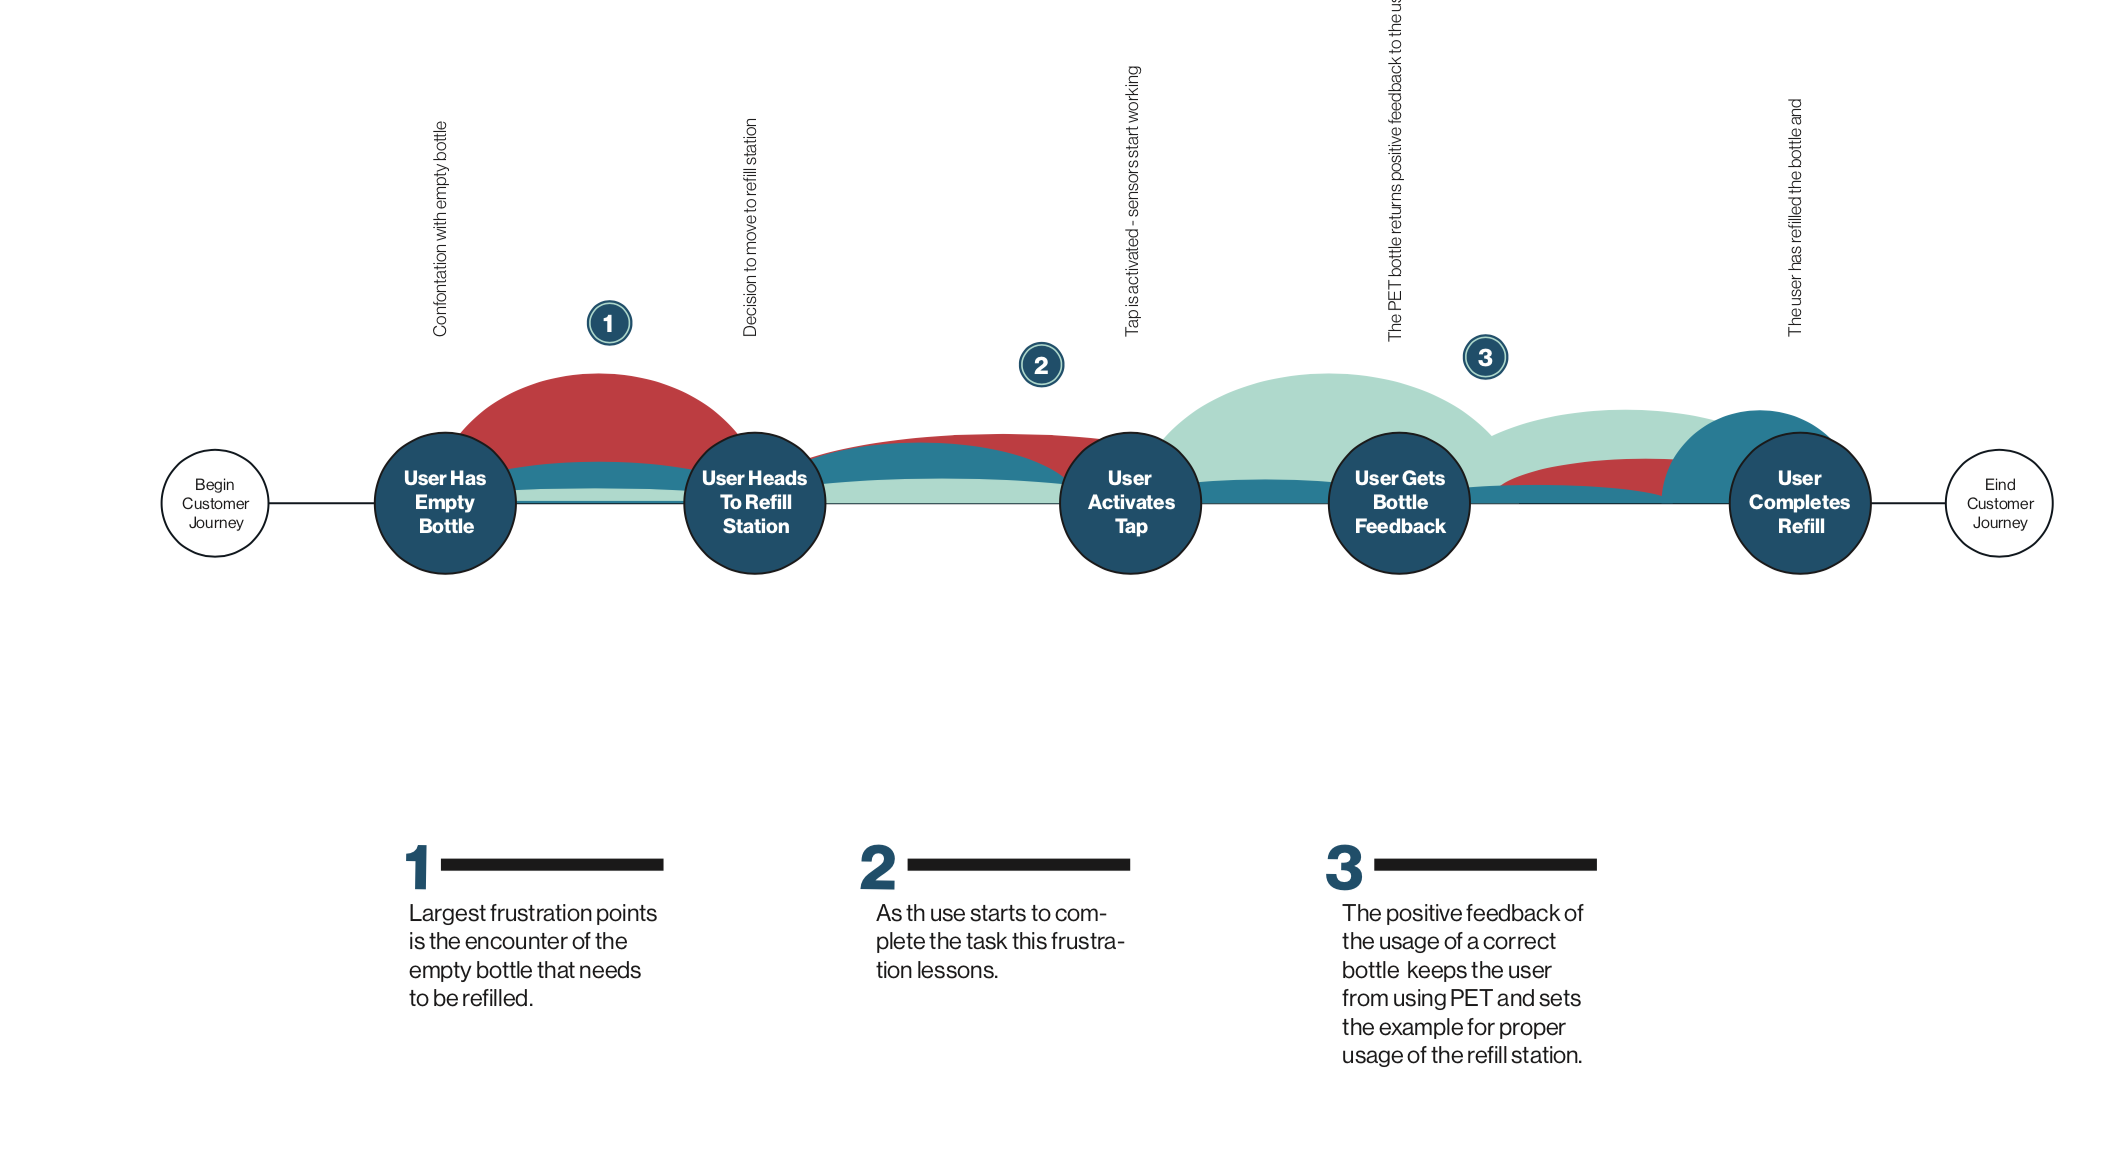 Confontation with empty bottle
Decision to move to refill station
Tap is activated - sensors start working
The PET bottle returns positive feedback to the
The user has refilled the bottle and
1
2
3
Begin
Customer
Journey
User Has
Empty
Bottle
User Heads
To Refill
Station
User
Activates
Tap
User Gets
Bottle
Feedback
User
Completes
Refill
Eind
Customer
Journey
1
Largest frustration points
is the encounter of the
empty bottle that needs
to be refilled.
2
As th use starts to com-
plete the task this frustra-
tion lessons.
3
The positive feedback of
the usage of a correct
bottle keeps the user
from using PET and sets
the example for proper
usage of the refill station.